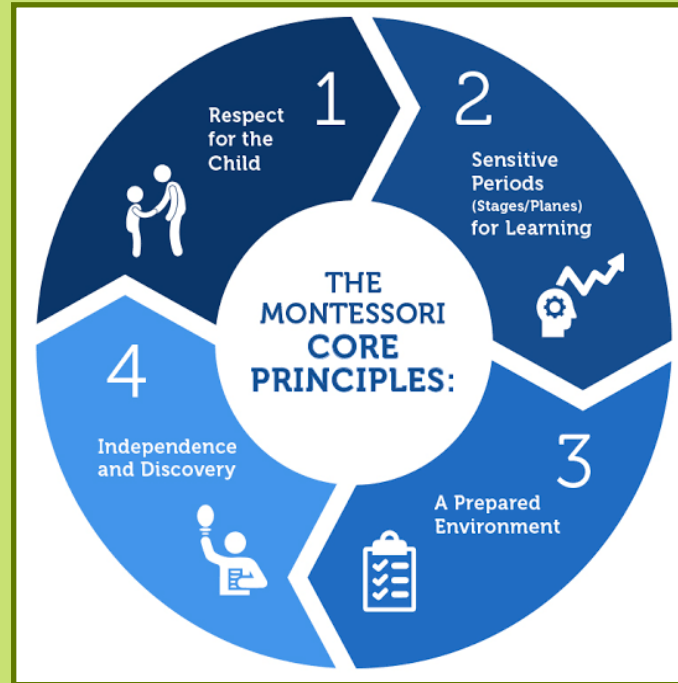 THE
MONTESSORI
CORE
PRINCIPLES:
1
Respect
for the
Child
2
Sensitive
Periods
(Stages/Planes)
for Learning
3
A Prepared
Environment
4
Independence
and Discovery